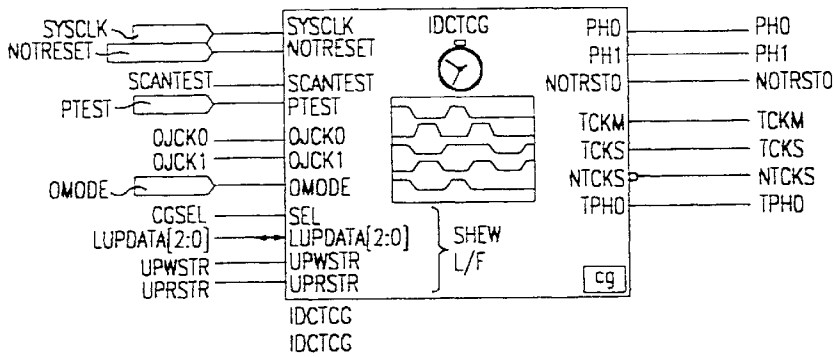 SYSCLK
NOTRESET
SCANTEST
PTEST
OJCK0
OJCK1
OMODE
CGSEL
LUPDATA[2:0]
UPWSTR
UPRSTR
SYSCLK
NOTRESET
SCANTEST
PTEST
OJCK0
OJCK1
OMODE
SEL
LUPDATA[2:0]
UPWSTR
UPRSTR
IDCTCG
SHEW
L/F
cg
PH0
PH1
NOTRST0
TCKM
TCKS
NTCKS
TPH0
PH0
PH1
NOTRST0
TCKM
TCKS
NTCKS
TPH0
IDCTCG
IDCTCG